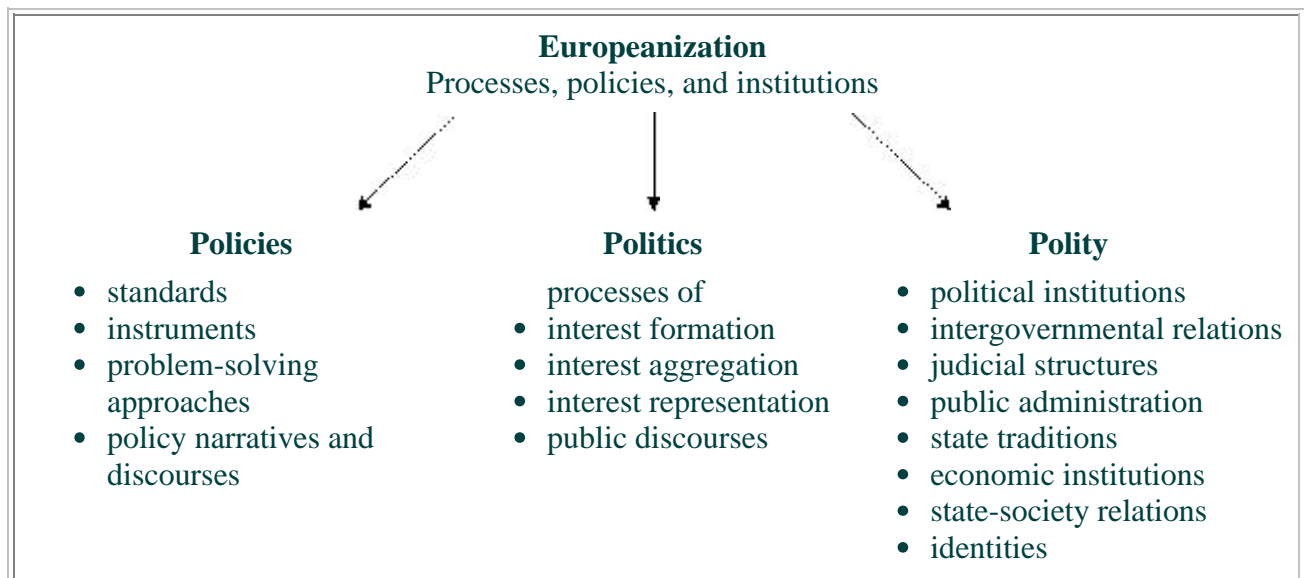 Europeanization
Processes, policies, and institutions
Policies
• standards
• instruments
• problem-solving
approaches
• policy narratives and
discourses
Politics
processes of
• interest formation
• interest aggregation
• interest representation
• public discourses
Polity
• political institutions
• intergovernmental relations
• judicial structures
• public administration
• state traditions
• economic institutions
• state-society relations
• identities